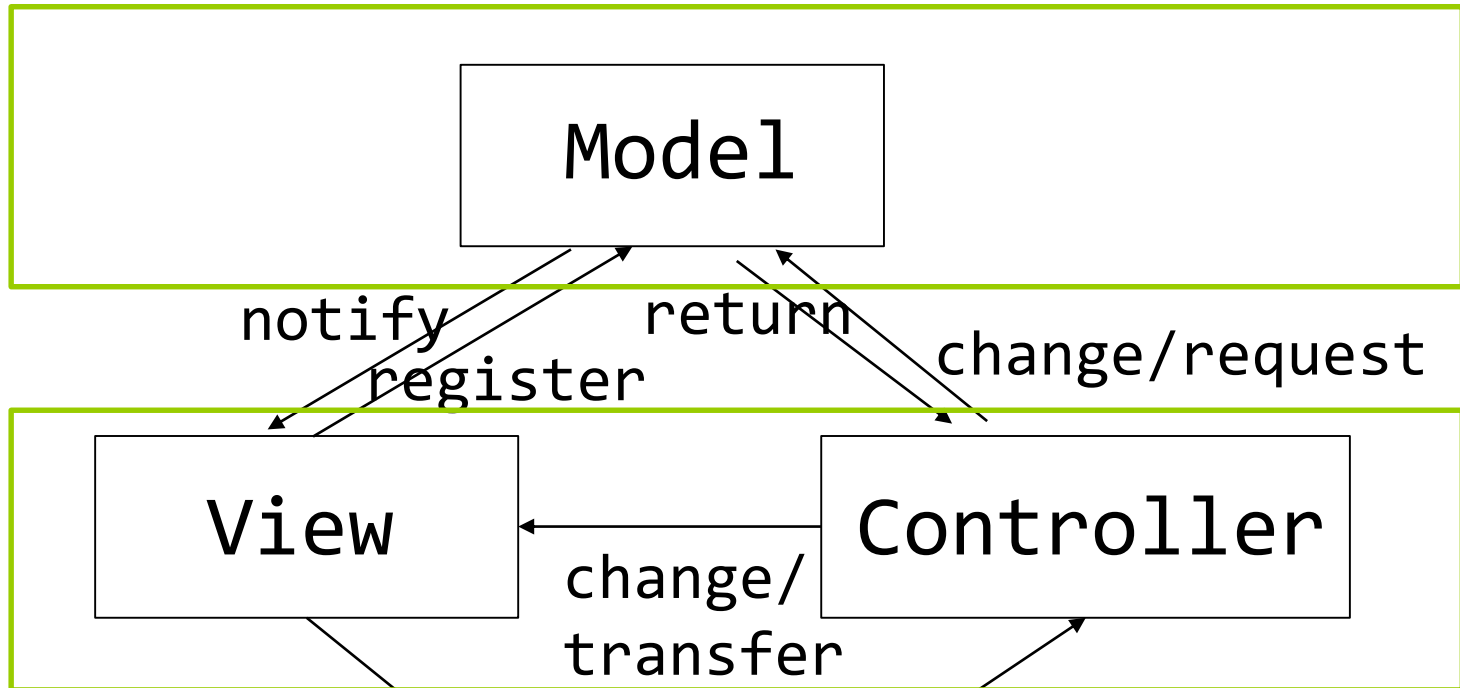 Model
notify
return
register
change/request
View
Controller
change/
transfer